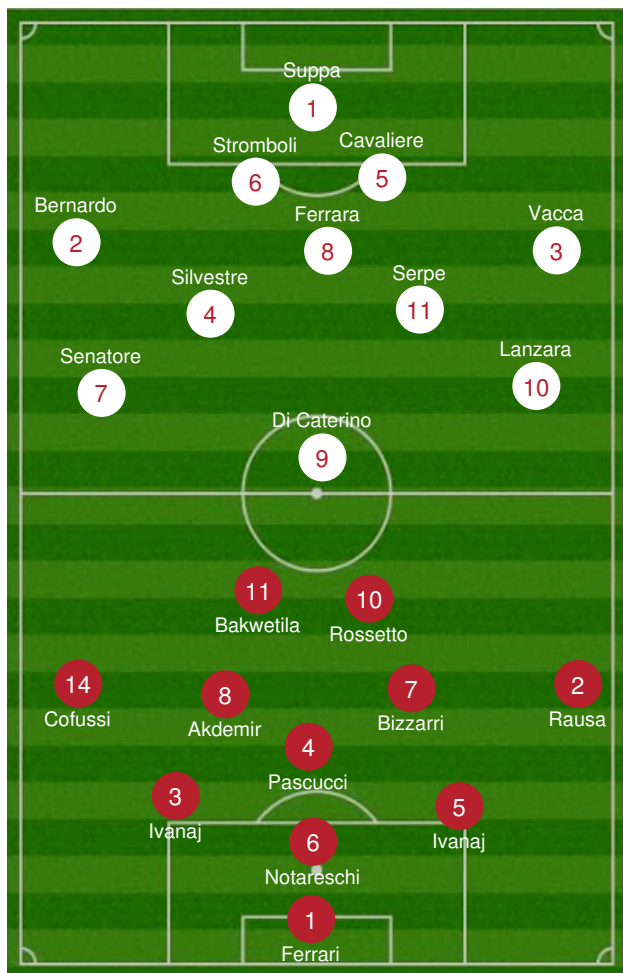 Suppa
1
Stromboli
Cavaliere
6
5
Bernardo
Ferrara
Vacca
2
8
3
Silvestre
Serpe
4
11
Senatore
Lanzara
7
10
Di Caterino
9
11
10
Bakwetila
Rossetto
14
8
7
2
Cofussi
Akdemir
Bizzarri
Rausa
4
Pascucci
3
5
Ivanaj
Ivanaj
6
Notareschi
1
Ferrari